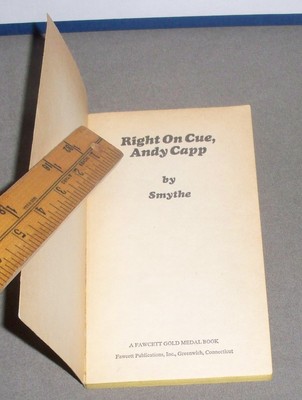 Right On Cue,
Andy Capp
by
Smythe
A FAWCETT GOLD MEDAL BOOK
Fawcett Publications, Inc., Greenwich, Connecticut